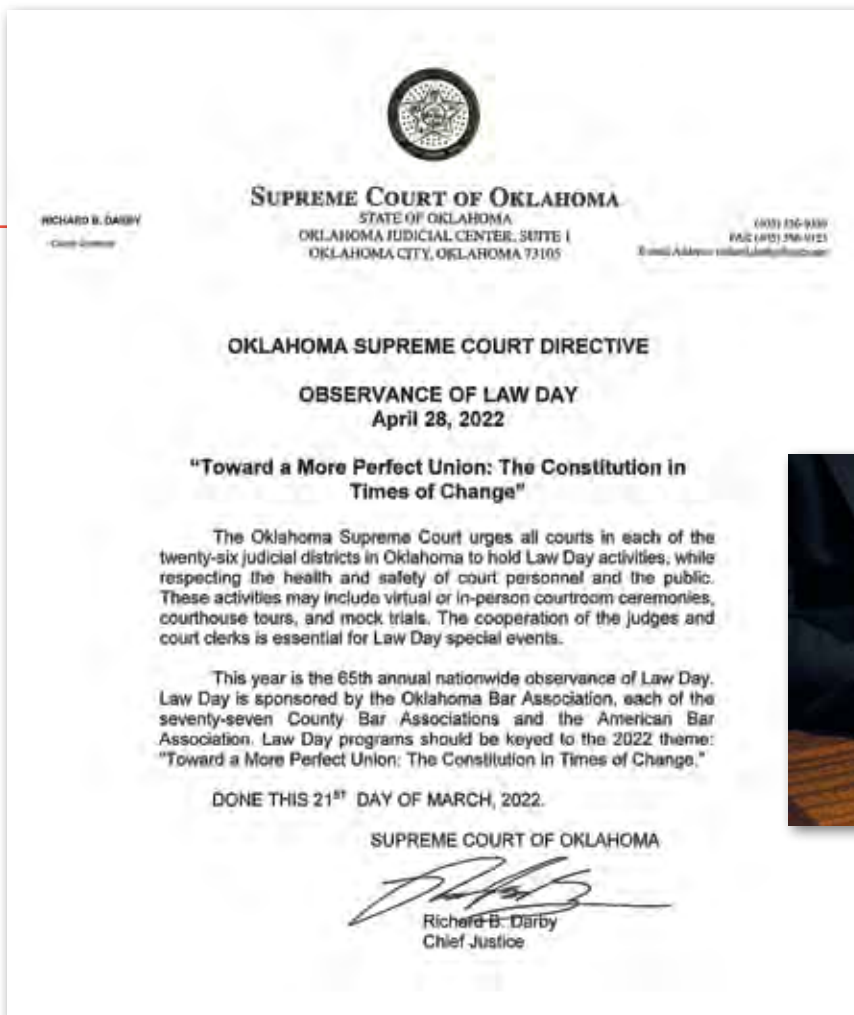 SUPREME COURT OF OKLAHOMA
STATE OF OKLAHOMA
OKLAHOMA JUDICIAL CENTER, SUITE 1
OKLAHOMA CITY, OKLAHOMA 73105
RICHARD B. DARBY
Chief Justice
OKLAHOMA SUPREME COURT DIRECTIVE
OBSERVANCE OF LAW DAY
April 28, 2022
"Toward a More Perfect Union: The Constitution in
Times of Change"
The Oklahoma Supreme Court urges all courts in each of the
twenty-six judicial districts in Oklahoma to hold Law Day activities, while
respecting the health and safety of court personnel and the public.
These activities may include virtual or in-person courtroom ceremonies,
courthouse tours, and mock trials. The cooperation of the judges and
court clerks is essential for Law Day special events.
This year is the 65th annual nationwide observance of Law Day.
Law Day is sponsored by the Oklahoma Bar Association, each of the
seventy-seven County Bar Associations and the American Bar
Association. Law Day programs should be keyed to the 2022 theme:
"Toward a More Perfect Union: The Constitution in Times of Change."
DONE THIS 21ST DAY OF MARCH, 2022.
SUPREME COURT OF OKLAHOMA
Richard B. Darby
Chief Justice